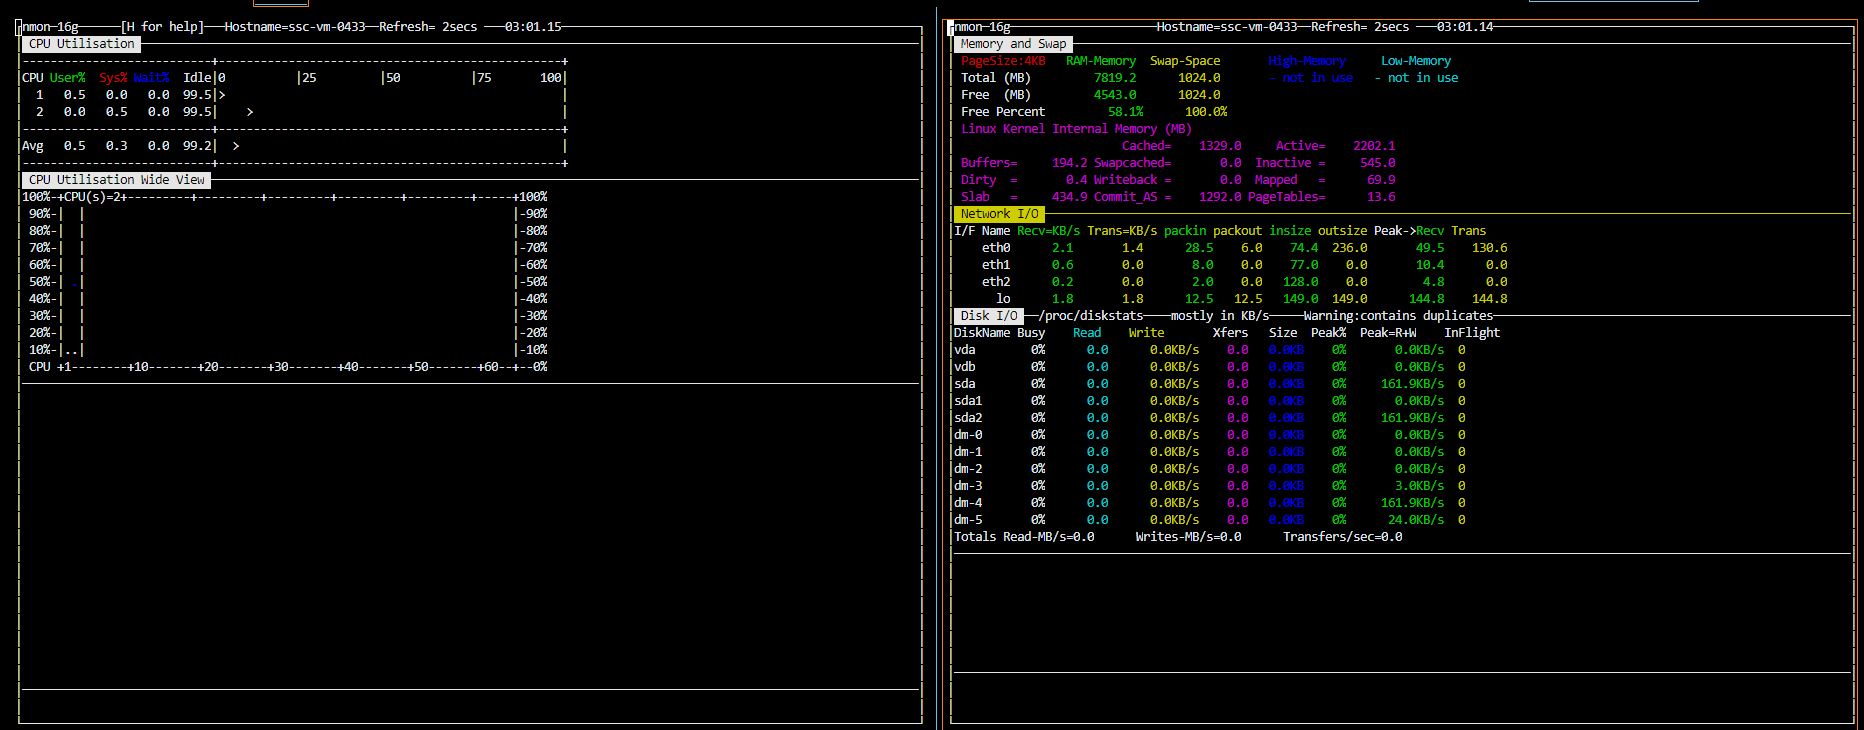 nmon-16g [H for help] Hostname=ssc-vm-0433 Refresh= 2secs 03:01.15
CPU Utilisation
CPU User% Sys% Wait% Idle|0 |25 |50 |75 100|
1 0.5 0.0 0.0 99.5|> |
2 0.0 0.5 0.0 99.5| > |
Avg 0.5 0.3 0.0 99.2| > |
CPU Utilisation Wide View
100%-+CPU(s)=2+--------+---------+---------+---------+---------+-----+100%
90%-| | |-90%
80%-| | |-80%
70%-| | |-70%
60%-| | |-60%
50%-| .| |-50%
40%-| | |-40%
30%-| | |-30%
20%-| | |-20%
10%-|..| |-10%
CPU +1--------+10-------+20-------+30-------+40-------+50-------+60--+--0%
nmon-16g Hostname=ssc-vm-0433 Refresh= 2secs 03:01.14
Memory and Swap
PageSize:4KB RAM-Memory Swap-Space High-Memory Low-Memory
Total (MB) 7819.2 1024.0 - not in use - not in use
Free (MB) 4543.0 1024.0
Free Percent 58.1% 100.0%
Linux Kernel Internal Memory (MB)
Cached= 1329.0 Active= 2202.1
Buffers= 194.2 Swapcached= 0.0 Inactive = 545.0
Dirty = 0.4 Writeback = 0.0 Mapped = 69.9
Slab = 434.9 Commit_AS = 1292.0 PageTables= 13.6
Network I/O
I/F Name Recv=KB/s Trans=KB/s packin packout insize outsize Peak->Recv Trans
eth0 2.1 1.4 28.5 6.0 74.4 236.0 49.5 130.6
eth1 0.6 0.0 8.0 0.0 77.0 0.0 10.4 0.0
eth2 0.2 0.0 2.0 0.0 128.0 0.0 4.8 0.0
lo 1.8 1.8 12.5 12.5 149.0 149.0 144.8 144.8
Disk I/O /proc/diskstats mostly in KB/s Warning:contains duplicates
DiskName Busy Read Write Xfers Size Peak% Peak=R+W InFlight
vda 0% 0.0 0.0KB/s 0.0 0.0KB 0% 0.0KB/s 0
vdb 0% 0.0 0.0KB/s 0.0 0.0KB 0% 0.0KB/s 0
sda 0% 0.0 0.0KB/s 0.0 0.0KB 0% 161.9KB/s 0
sda1 0% 0.0 0.0KB/s 0.0 0.0KB 0% 0.0KB/s 0
sda2 0% 0.0 0.0KB/s 0.0 0.0KB 0% 161.9KB/s 0
dm-0 0% 0.0 0.0KB/s 0.0 0.0KB 0% 0.0KB/s 0
dm-1 0% 0.0 0.0KB/s 0.0 0.0KB 0% 0.0KB/s 0
dm-2 0% 0.0 0.0KB/s 0.0 0.0KB 0% 0.0KB/s 0
dm-3 0% 0.0 0.0KB/s 0.0 0.0KB 0% 3.0KB/s 0
dm-4 0% 0.0 0.0KB/s 0.0 0.0KB 0% 161.9KB/s 0
dm-5 0% 0.0 0.0KB/s 0.0 0.0KB 0% 24.0KB/s 0
Totals Read-MB/s=0.0 Writes-MB/s=0.0 Transfers/sec=0.0